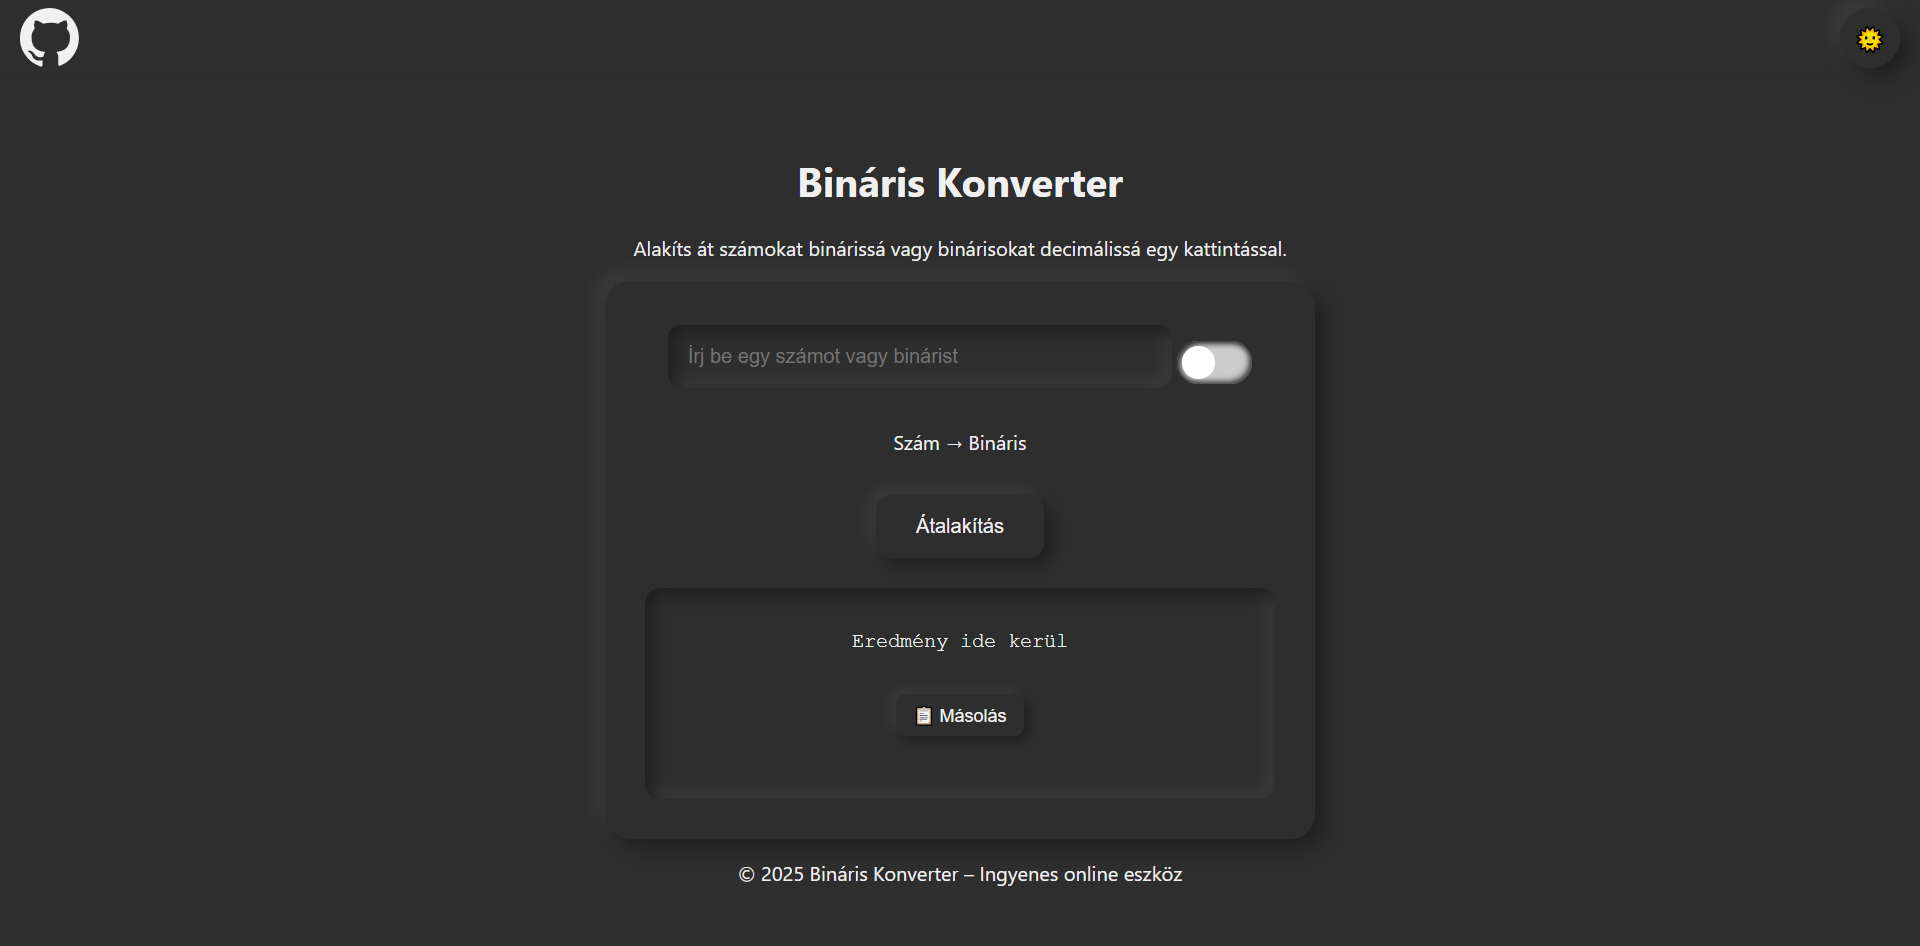 Bináris Konverter
Alakíts át számokat binárissá vagy binárisokat decimálissá egy kattintással.
Írj be egy számot vagy binárist
Szám → Bináris
Átalakítás
Eredmény ide kerül
📋 Másolás
© 2025 Bináris Konverter – Ingyenes online eszköz